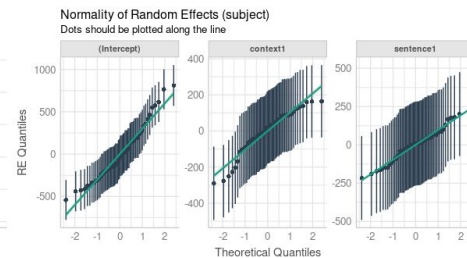 Normality of Random Effects (subject)
Dots should be plotted along the line
(Intercept) context1 sentence1
RE Quantiles
1000
500
0
-500
400
200
0
-200
-400
500
250
0
-250
-500
-2 -1 0 1 2
-2 -1 0 1 2
-2 -1 0 1 2
Theoretical Quantiles